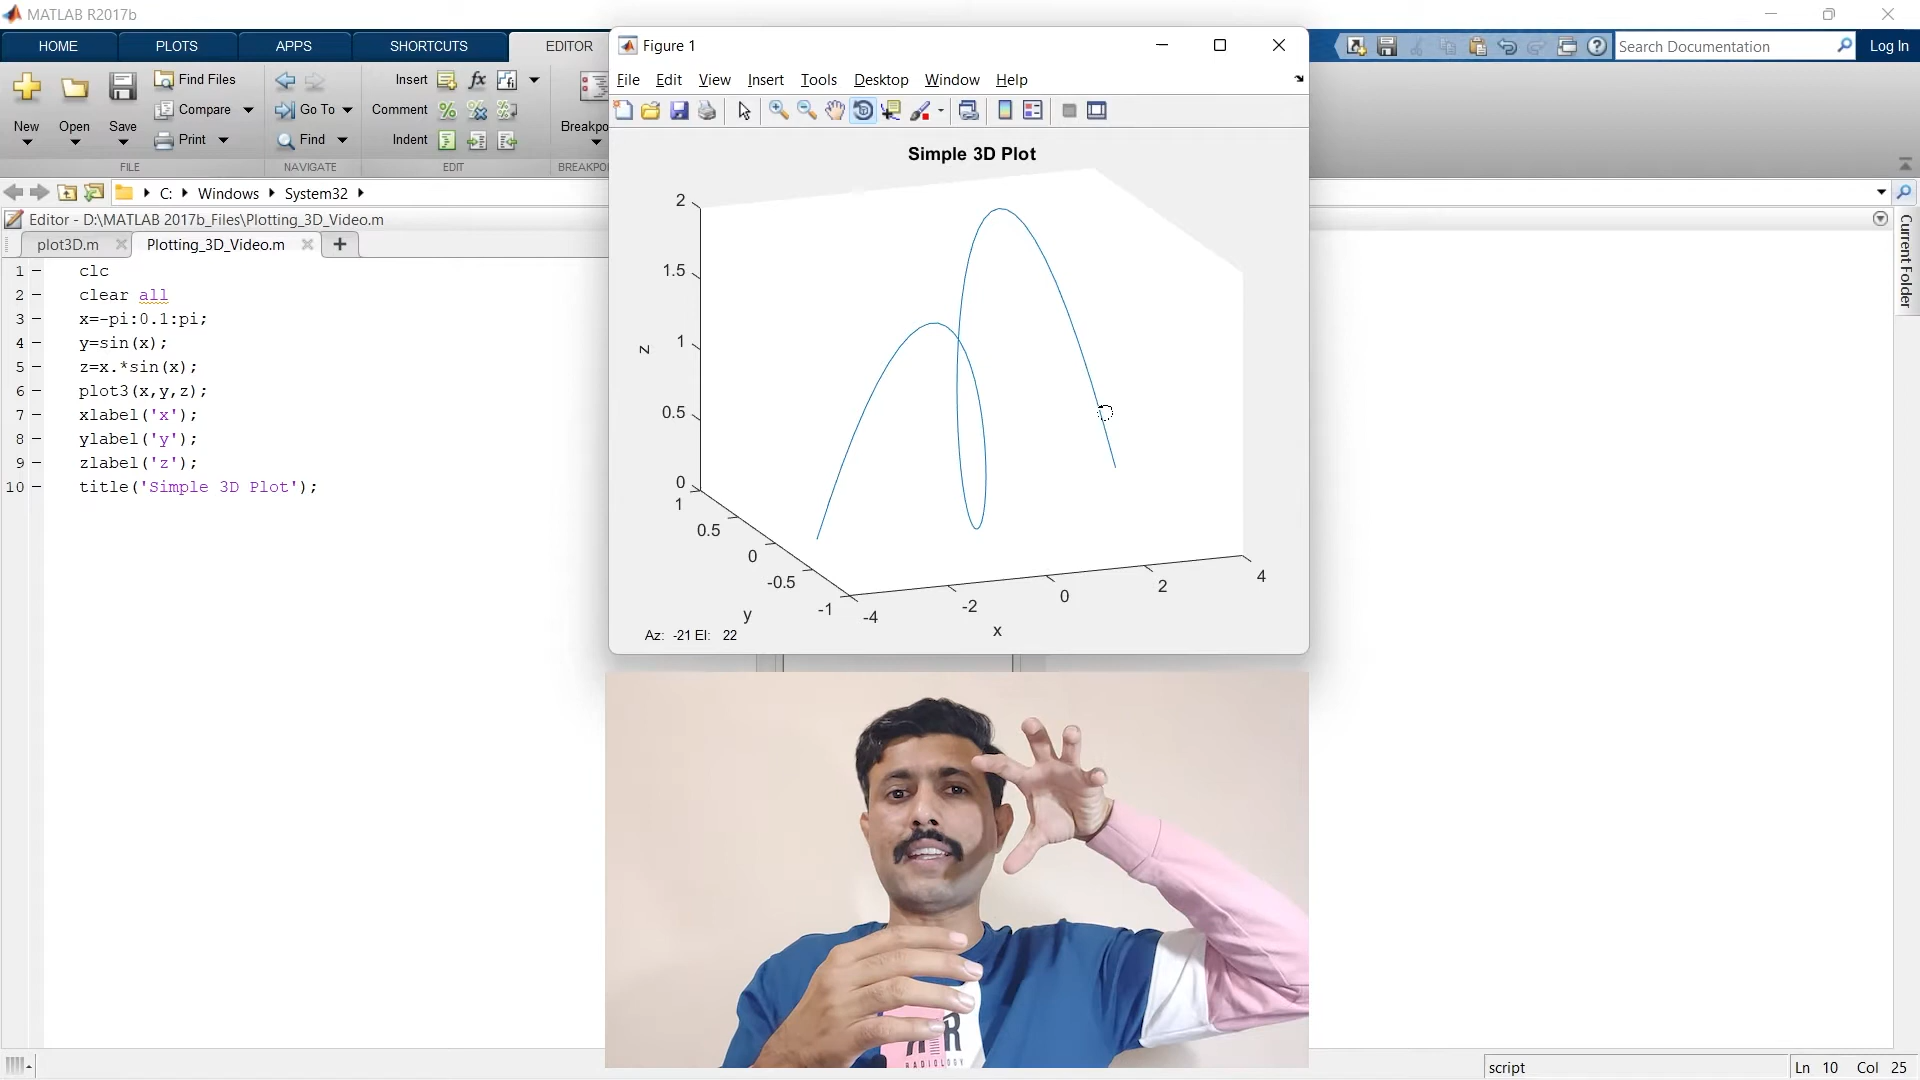 MATLAB R2017b
HOME PLOTS APPS SHORTCUTS EDITOR
Search Documentation Log In
New Open Save
Find Files
Compare
Print
Go To
Find
Insert fx
Comment
Indent
FILE NAVIGATE EDIT
C: Windows System32
Editor - D:\MATLAB 2017b_Files\Plotting_3D_Video.m
plot3D.m Plotting_3D_Video.m +
1 clc
2 clear all
3 x=-pi:0.1:pi;
4 y=sin(x);
5 z=x.*sin(x);
6 plot3(x,y,z);
7 xlabel('x');
8 ylabel('y');
9 zlabel('z');
10 title('Simple 3D Plot');
Figure 1
File Edit View Insert Tools Desktop Window Help
Simple 3D Plot
2
1.5
1
0.5
0
z
1
0.5
0
-0.5
-1
y
-4
-2
0
2
4
x
Az: -21 El: 22
RADIOLOGY
Current Folder
script Ln 10 Col 25